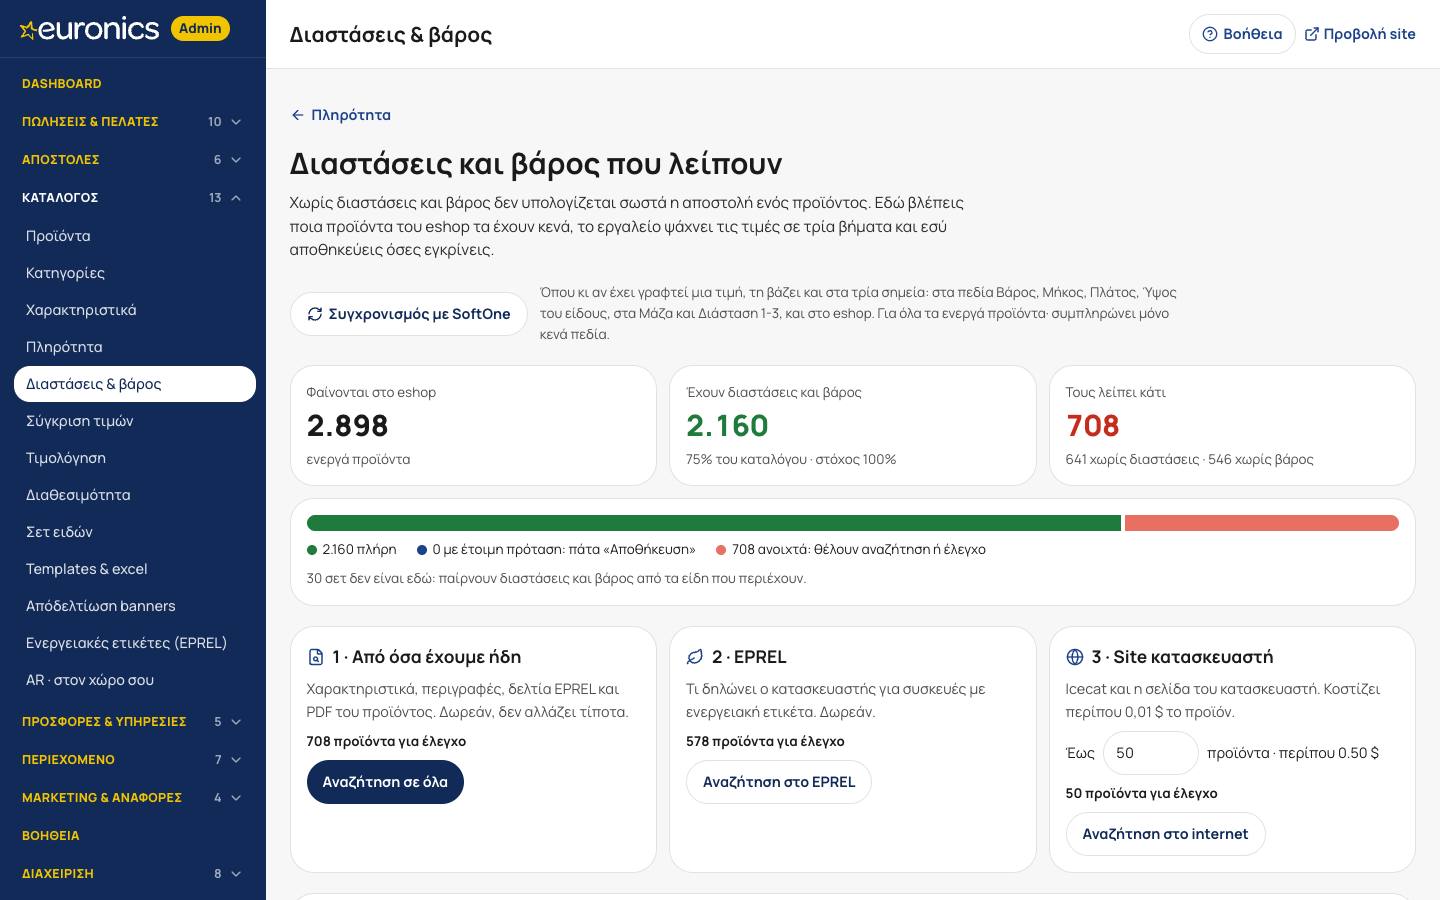 euronics Admin
Διαστάσεις & βάρος
Βοήθεια
Προβολή site
DASHBOARD
ΠΩΛΗΣΕΙΣ & ΠΕΛΑΤΕΣ 10
ΑΠΟΣΤΟΛΕΣ 6
ΚΑΤΑΛΟΓΟΣ 13
Προϊόντα
Κατηγορίες
Χαρακτηριστικά
Πληρότητα
Διαστάσεις & βάρος
Σύγκριση τιμών
Τιμολόγηση
Διαθεσιμότητα
Σετ ειδών
Templates & excel
Απόδελτίωση banners
Ενεργειακές ετικέτες (EPREL)
AR · στον χώρο σου
ΠΡΟΣΦΟΡΕΣ & ΥΠΗΡΕΣΙΕΣ 5
ΠΕΡΙΕΧΟΜΕΝΟ 7
MARKETING & ΑΝΑΦΟΡΕΣ 4
ΒΟΗΘΕΙΑ
ΔΙΑΧΕΙΡΙΣΗ 8
← Πληρότητα
Διαστάσεις και βάρος που λείπουν
Χωρίς διαστάσεις και βάρος δεν υπολογίζεται σωστά η αποστολή ενός προϊόντος. Εδώ βλέπεις
ποια προϊόντα του eshop τα έχουν κενά, το εργαλείο ψάχνει τις τιμές σε τρία βήματα και εσύ
αποθηκεύεις όσες εγκρίνεις.
Συγχρονισμός με SoftOne
Όπου κι αν έχει γραφτεί μια τιμή, τη βάζει και στα τρία σημεία: στα πεδία Βάρος, Μήκος, Πλάτος, Ύψος
του είδους, στα Μάζα και Διάσταση 1-3, και στο eshop. Για όλα τα ενεργά προϊόντα· συμπληρώνει μόνο
κενά πεδία.
Φαίνονται στο eshop
2.898
ενεργά προϊόντα
Έχουν διαστάσεις και βάρος
2.160
75% του καταλόγου · στόχος 100%
Τους λείπει κάτι
708
641 χωρίς διαστάσεις · 546 χωρίς βάρος
2.160 πλήρη
0 με έτοιμη πρόταση: πάτα «Αποθήκευση»
708 ανοιχτά: θέλουν αναζήτηση ή έλεγχο
30 σετ δεν είναι εδώ: παίρνουν διαστάσεις και βάρος από τα είδη που περιέχουν.
1 · Από όσα έχουμε ήδη
Χαρακτηριστικά, περιγραφές, δελτία EPREL και
PDF του προϊόντος. Δωρεάν, δεν αλλάζει τίποτα.
708 προϊόντα για έλεγχο
Αναζήτηση σε όλα
2 · EPREL
Τι δηλώνει ο κατασκευαστής για συσκευές με
ενεργειακή ετικέτα. Δωρεάν.
578 προϊόντα για έλεγχο
Αναζήτηση στο EPREL
3 · Site κατασκευαστή
Icecat και η σελίδα του κατασκευαστή. Κοστίζει
περίπου 0,01 $ το προϊόν.
Έως 50 προϊόντα · περίπου 0.50 $
50 προϊόντα για έλεγχο
Αναζήτηση στο internet